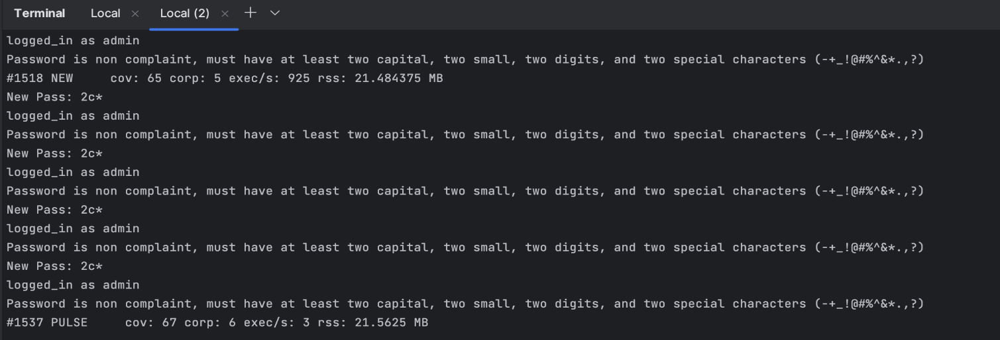 Terminal Local × Local (2) × +
logged_in as admin
Password is non complaint, must have at least two capital, two small, two digits, and two special characters (-+_!@#%^&*.,?)
#1518 NEW     cov: 65 corp: 5 exec/s: 925 rss: 21.484375 MB
New Pass: 2c*
logged_in as admin
Password is non complaint, must have at least two capital, two small, two digits, and two special characters (-+_!@#%^&*.,?)
New Pass: 2c*
logged_in as admin
Password is non complaint, must have at least two capital, two small, two digits, and two special characters (-+_!@#%^&*.,?)
New Pass: 2c*
logged_in as admin
Password is non complaint, must have at least two capital, two small, two digits, and two special characters (-+_!@#%^&*.,?)
New Pass: 2c*
logged_in as admin
Password is non complaint, must have at least two capital, two small, two digits, and two special characters (-+_!@#%^&*.,?)
#1537 PULSE     cov: 67 corp: 6 exec/s: 3 rss: 21.5625 MB